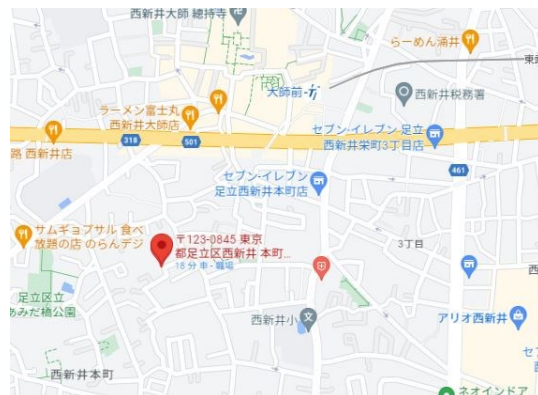 西新井大師 總持寺
らーめん涌井
東武
大師前
西新井税務署
ラーメン富士丸
西新井大師店
318
501
セブン-イレブン 足立
西新井栄町3丁目店
路 西新井店
461
セブン-イレブン
足立西新井本町店
サムギョプサル 食べ
放題の店 のらんデジ
〒123-0845 東京
都足立区西新井 本町...
18 分 車 - 職場
3丁目
西
足立区立
あみだ橋公園
西新井小
アリオ西新井
セブ
西新井本町
ネオインドア